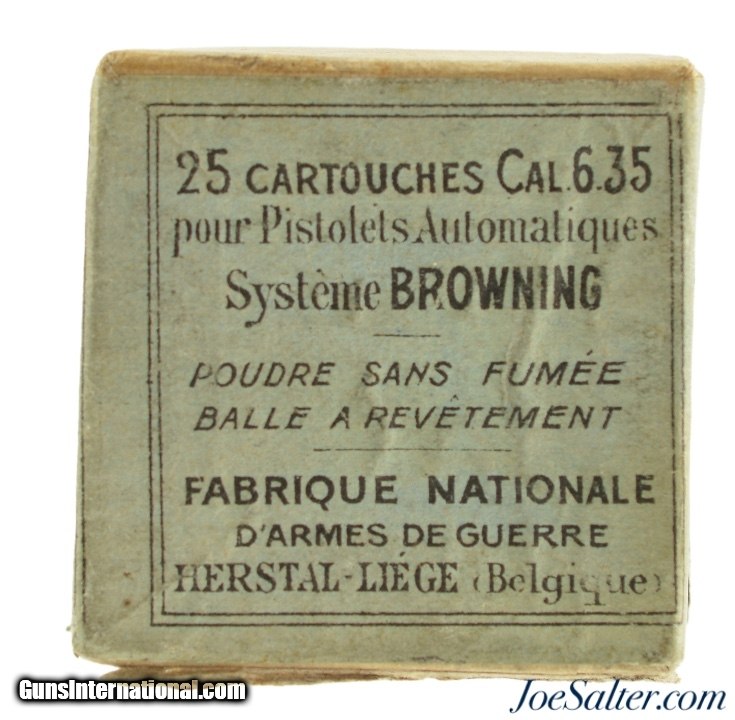 25 CARTOUCHES CAL.6.35
pour Pistolets Automatiques
Système BROWNING
POUDRE SANS FUMÉE
BALLE A REVÊTEMENT
FABRIQUE NATIONALE
D'ARMES DE GUERRE
HERSTAL-LIÉGE (Belgique)
GunsInternational.com
JoeSalter.com